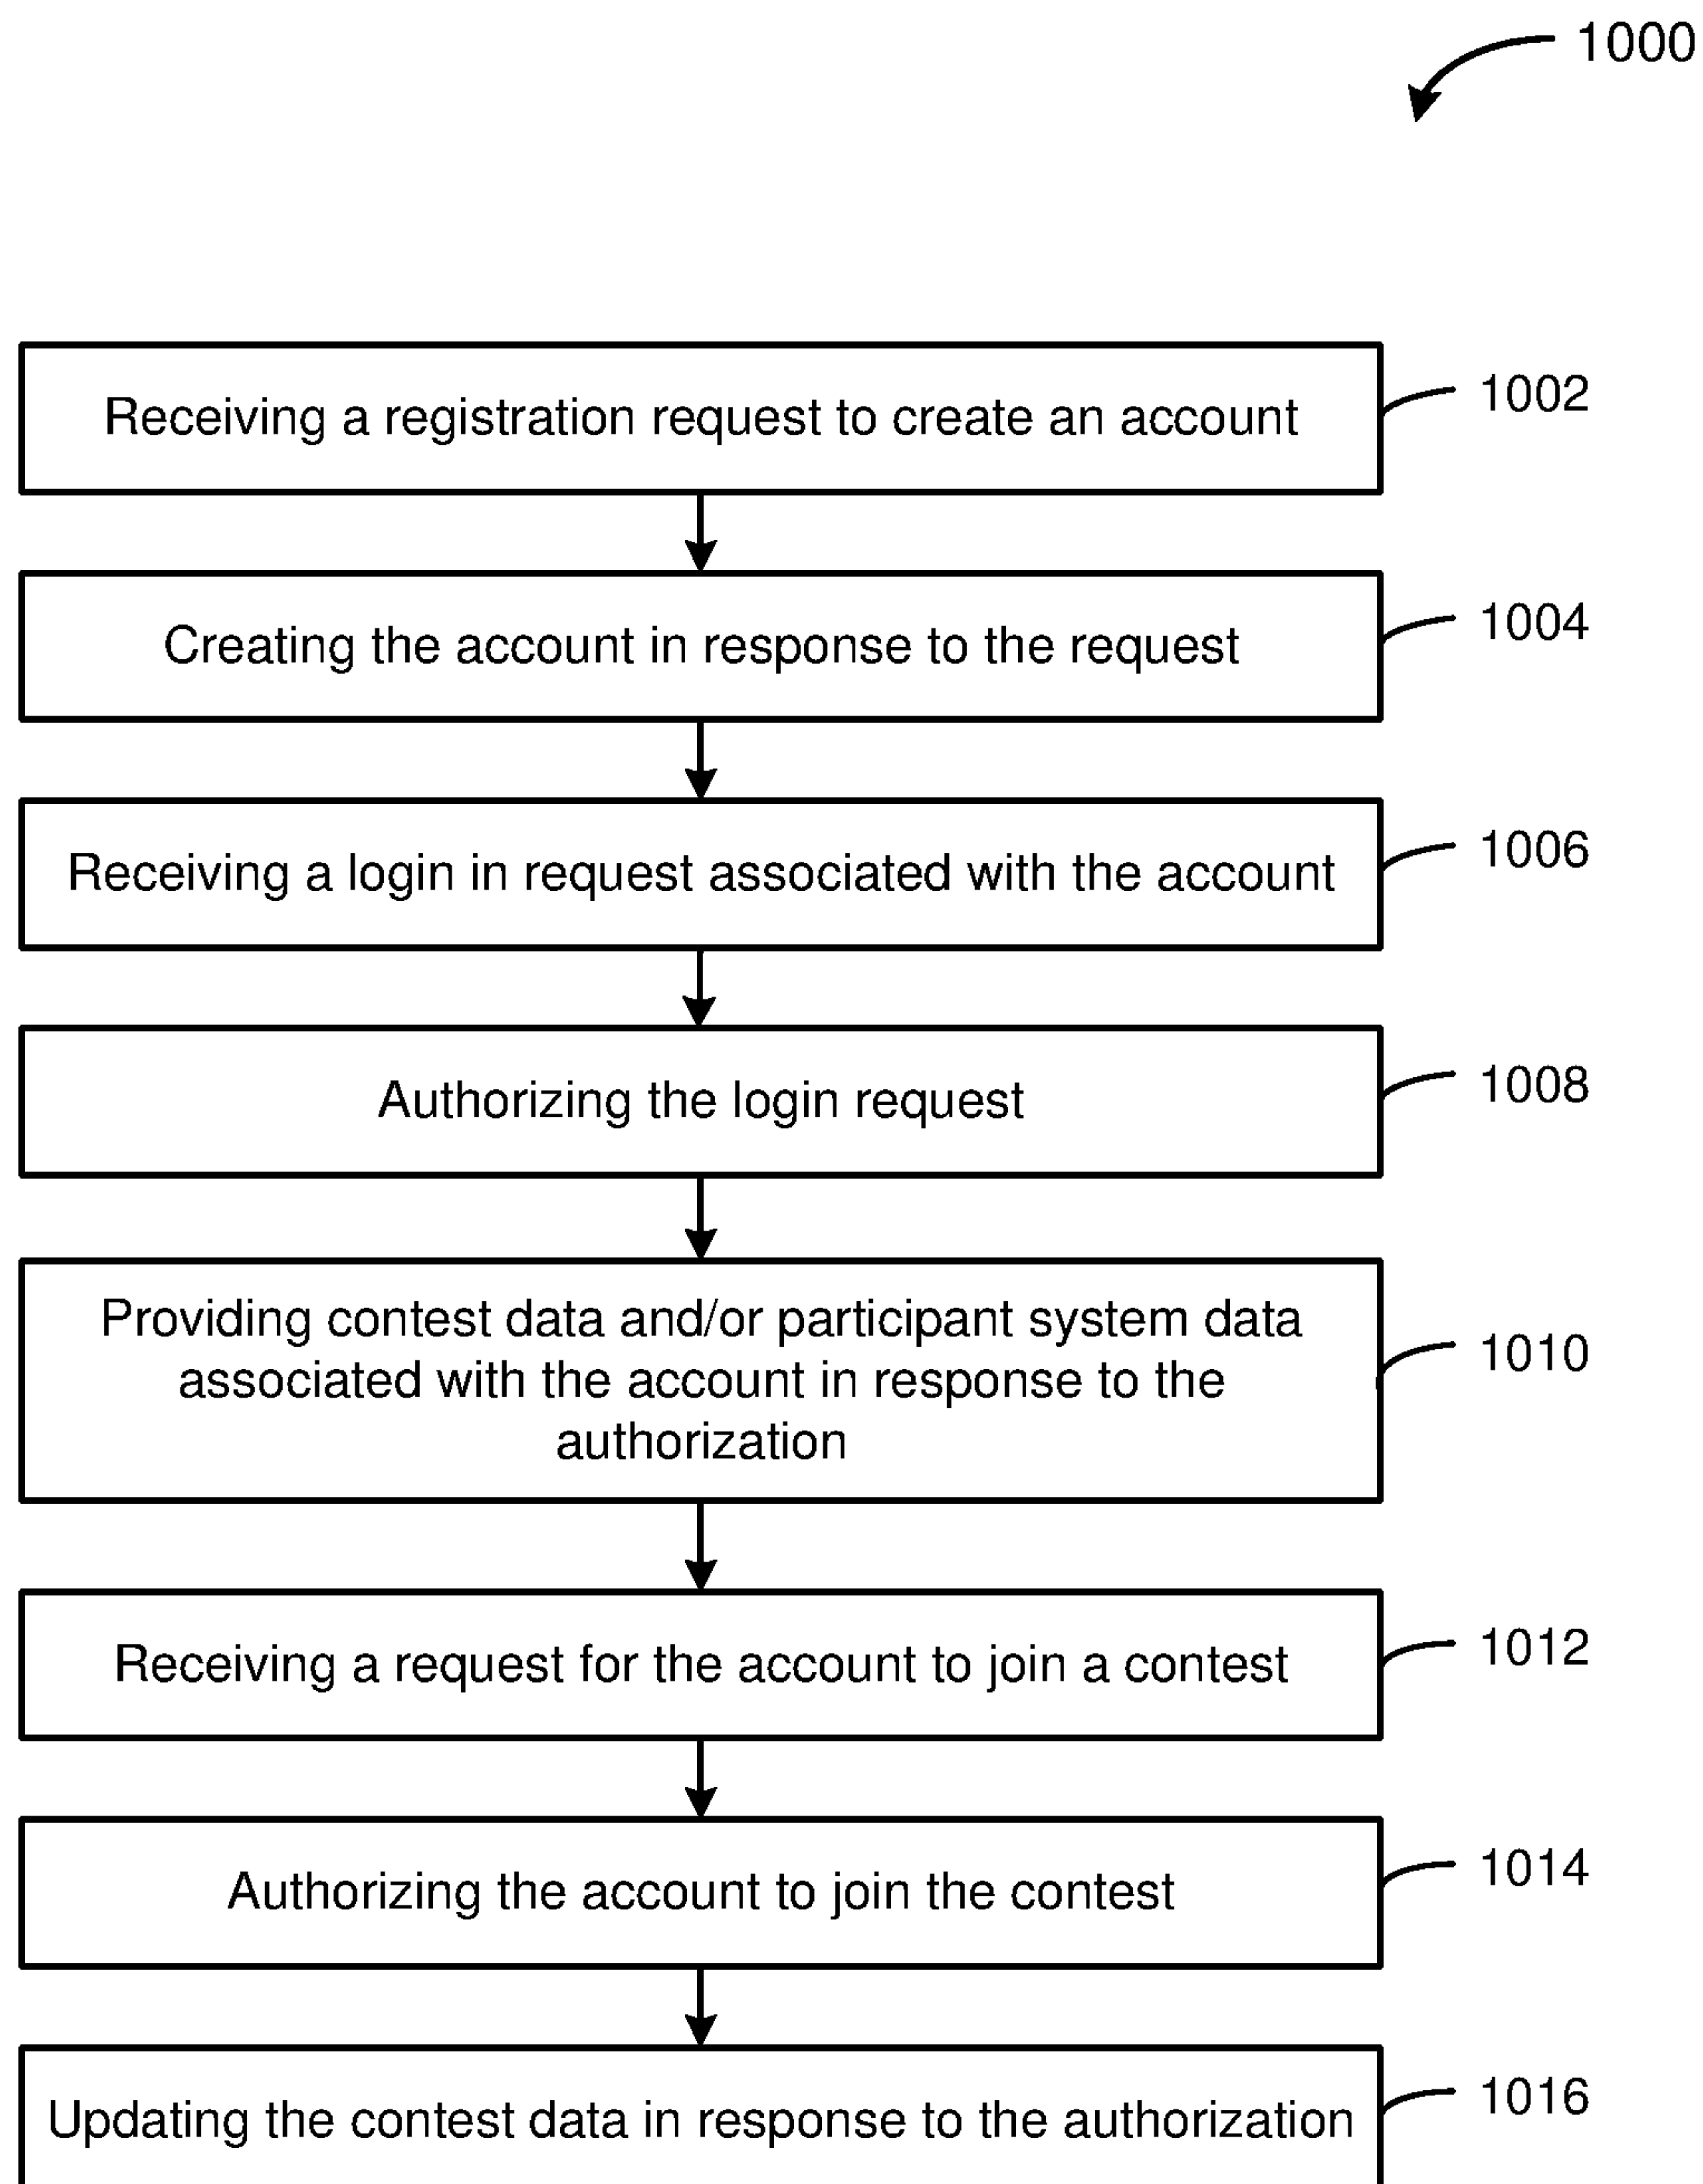 1000
Receiving a registration request to create an account
1002
Creating the account in response to the request
1004
Receiving a login in request associated with the account
1006
Authorizing the login request
1008
Providing contest data and/or participant system data
associated with the account in response to the
authorization
1010
Receiving a request for the account to join a contest
1012
Authorizing the account to join the contest
1014
Updating the contest data in response to the authorization
1016